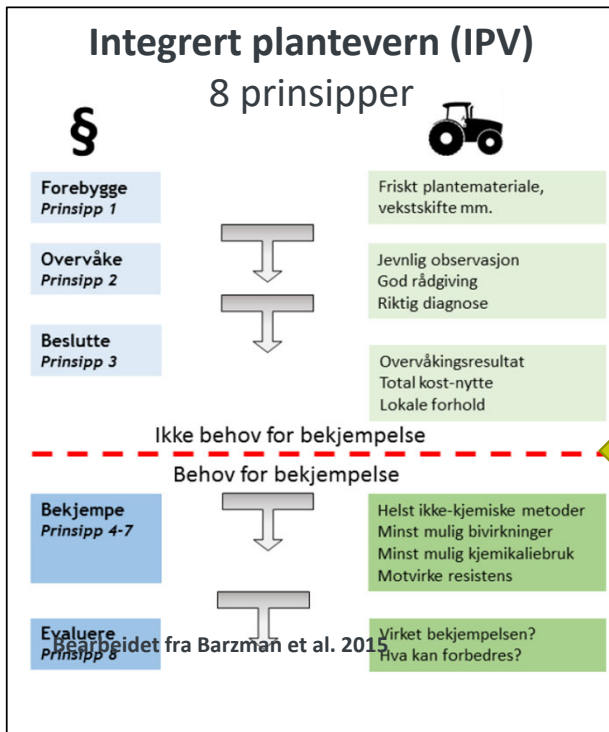 Integrert plantevern (IPV)
8 prinsipper
§
Forebygge
Prinsipp 1
Friskt plantemateriale,
vekstskifte mm.
Overvåke
Prinsipp 2
Jevnlig observasjon
God rådgiving
Riktig diagnose
Beslutte
Prinsipp 3
Overvåkingsresultat
Total kost-nytte
Lokale forhold
Ikke behov for bekjempelse
Behov for bekjempelse
Bekjempe
Prinsipp 4-7
Helst ikke-kjemiske metoder
Minst mulig bivirkninger
Minst mulig kjemikaliebruk
Motvirke resistens
Evaluere
Prinsipp 8
Bearbeidet fra Barzman et al. 2015
Virket bekjempelsen?
Hva kan forbedres?